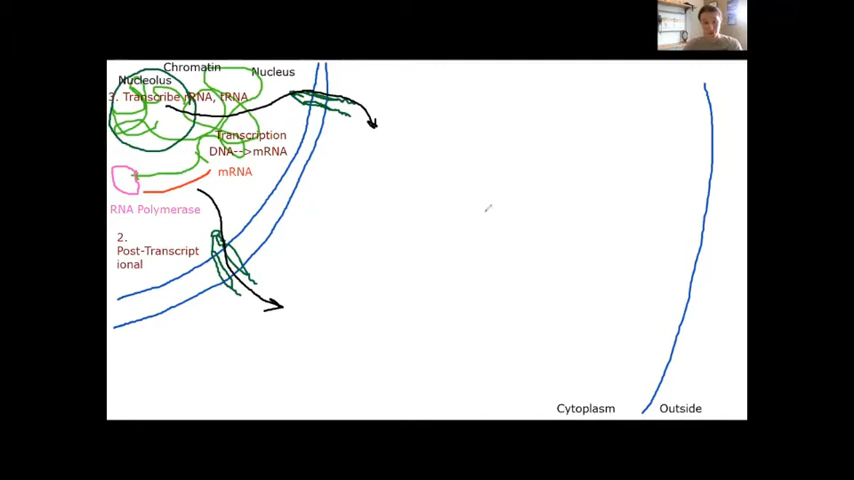 Chromatin
Nucleus
Nucleolus
3. Transcribe rRNA, tRNA
Transcription
DNA-->mRNA
mRNA
RNA Polymerase
2.
Post-Transcript
ional
Cytoplasm
Outside